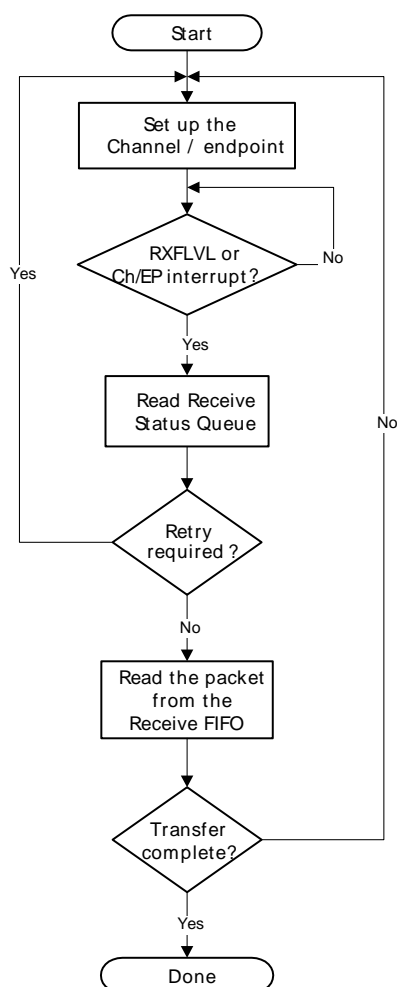 Start
Set up the
Channel / endpoint
RXFLVL or
Ch/EP interrupt?
No
Yes
Yes
Read Receive
Status Queue
No
Retry
required ?
No
Read the packet
from the
Receive FIFO
Transfer
complete?
Yes
Done